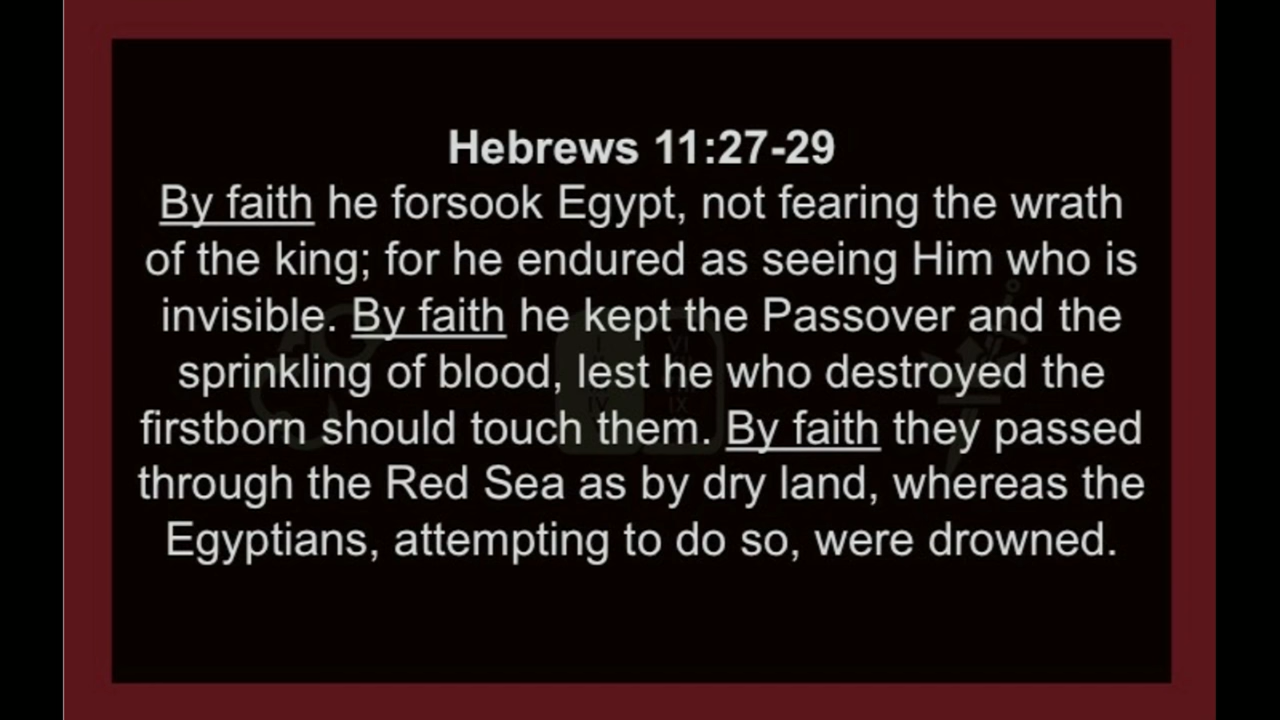 Hebrews 11:27-29
By faith he forsook Egypt, not fearing the wrath
of the king; for he endured as seeing Him who is
invisible. By faith he kept the Passover and the
sprinkling of blood, lest he who destroyed the
firstborn should touch them. By faith they passed
through the Red Sea as by dry land, whereas the
Egyptians, attempting to do so, were drowned.